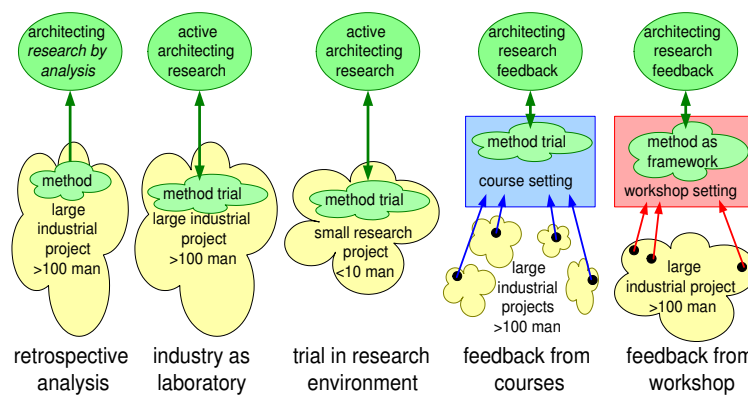 architecting
research by
analysis
method
large
industrial
project
>100 man
retrospective
analysis
active
architecting
research
method trial
large industrial
project
>100 man
industry as
laboratory
active
architecting
research
method trial
small research
project
<10 man
trial in research
environment
architecting
research
feedback
method trial
course setting
large
industrial
projects
>100 man
feedback from
courses
architecting
research
feedback
method as
framework
workshop setting
large
industrial project
>100 man
feedback from
workshop